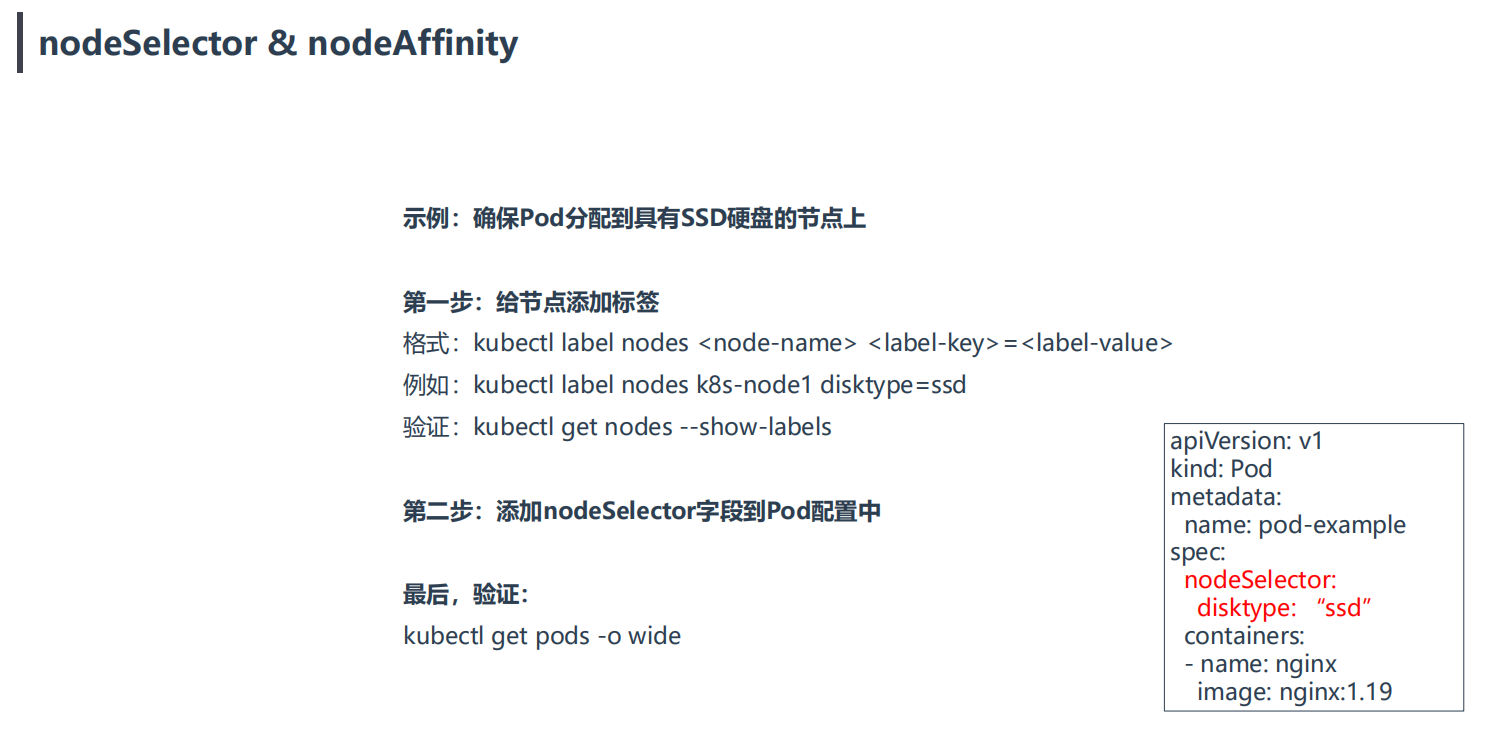 nodeSelector & nodeAffinity
示例：确保Pod分配到具有SSD硬盘的节点上
第一步：给节点添加标签
格式：kubectl label nodes <node-name> <label-key>=<label-value>
例如：kubectl label nodes k8s-node1 disktype=ssd
验证：kubectl get nodes --show-labels
第二步：添加nodeSelector字段到Pod配置中
最后，验证：
kubectl get pods -o wide
apiVersion: v1
kind: Pod
metadata:
  name: pod-example
spec:
  nodeSelector:
    disktype: “ssd”
  containers:
  - name: nginx
    image: nginx:1.19